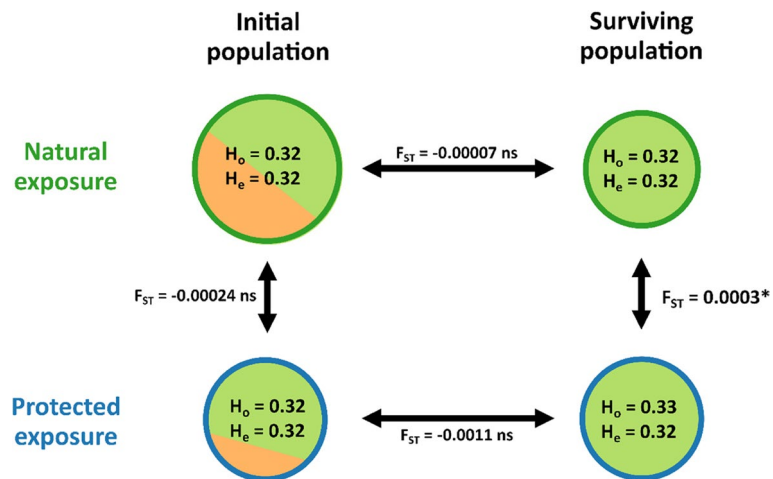 Initial
population
Surviving
population
Natural
exposure
Ho = 0.32
He = 0.32
FST = -0.00007 ns
Ho = 0.32
He = 0.32
FST = -0.00024 ns
FST = 0.0003*
Protected
exposure
Ho = 0.32
He = 0.32
FST = -0.0011 ns
Ho = 0.33
He = 0.32